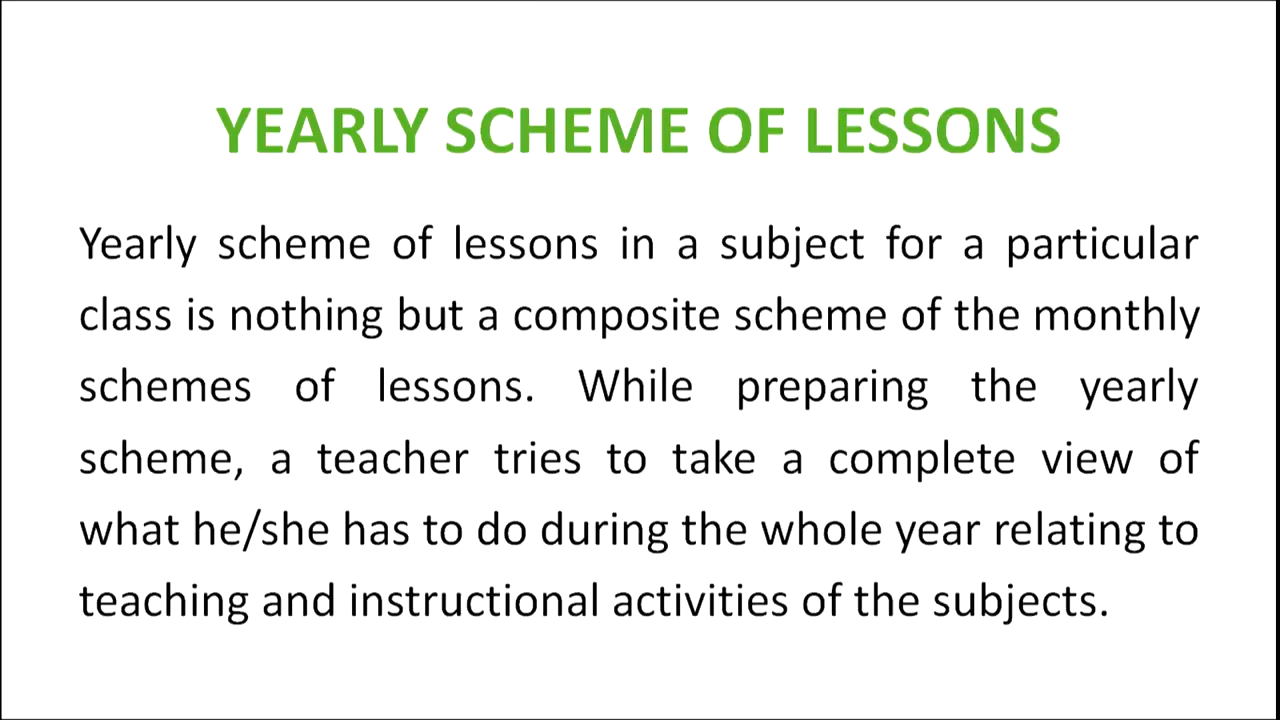 YEARLY SCHEME OF LESSONS
Yearly scheme of lessons in a subject for a particular
class is nothing but a composite scheme of the monthly
schemes of lessons. While preparing the yearly
scheme, a teacher tries to take a complete view of
what he/she has to do during the whole year relating to
teaching and instructional activities of the subjects.